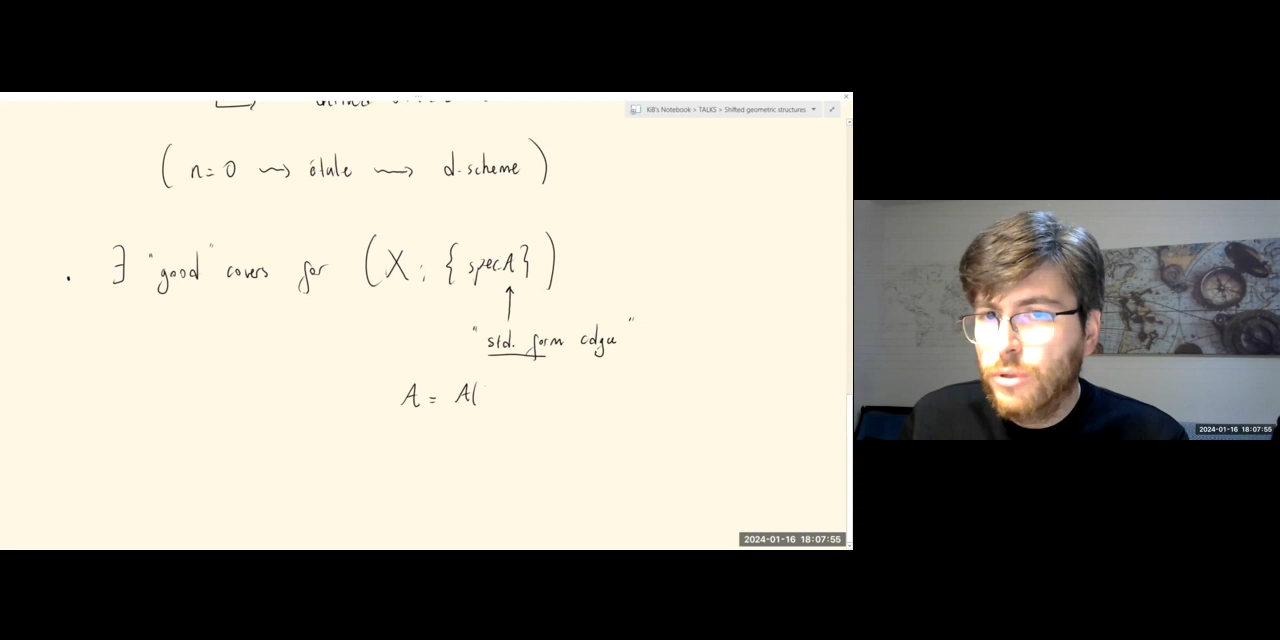 KiB's Notebook > TALKS > Shifted geometric structures
( n=0 ⇝ étale ⇝ d-scheme )
. ∃ "good" covers for ( X ; { spec A } )
↑
" std. form cdga "
A = A(
2024-01-16 18:07:55
2024-01-16 18:07:55